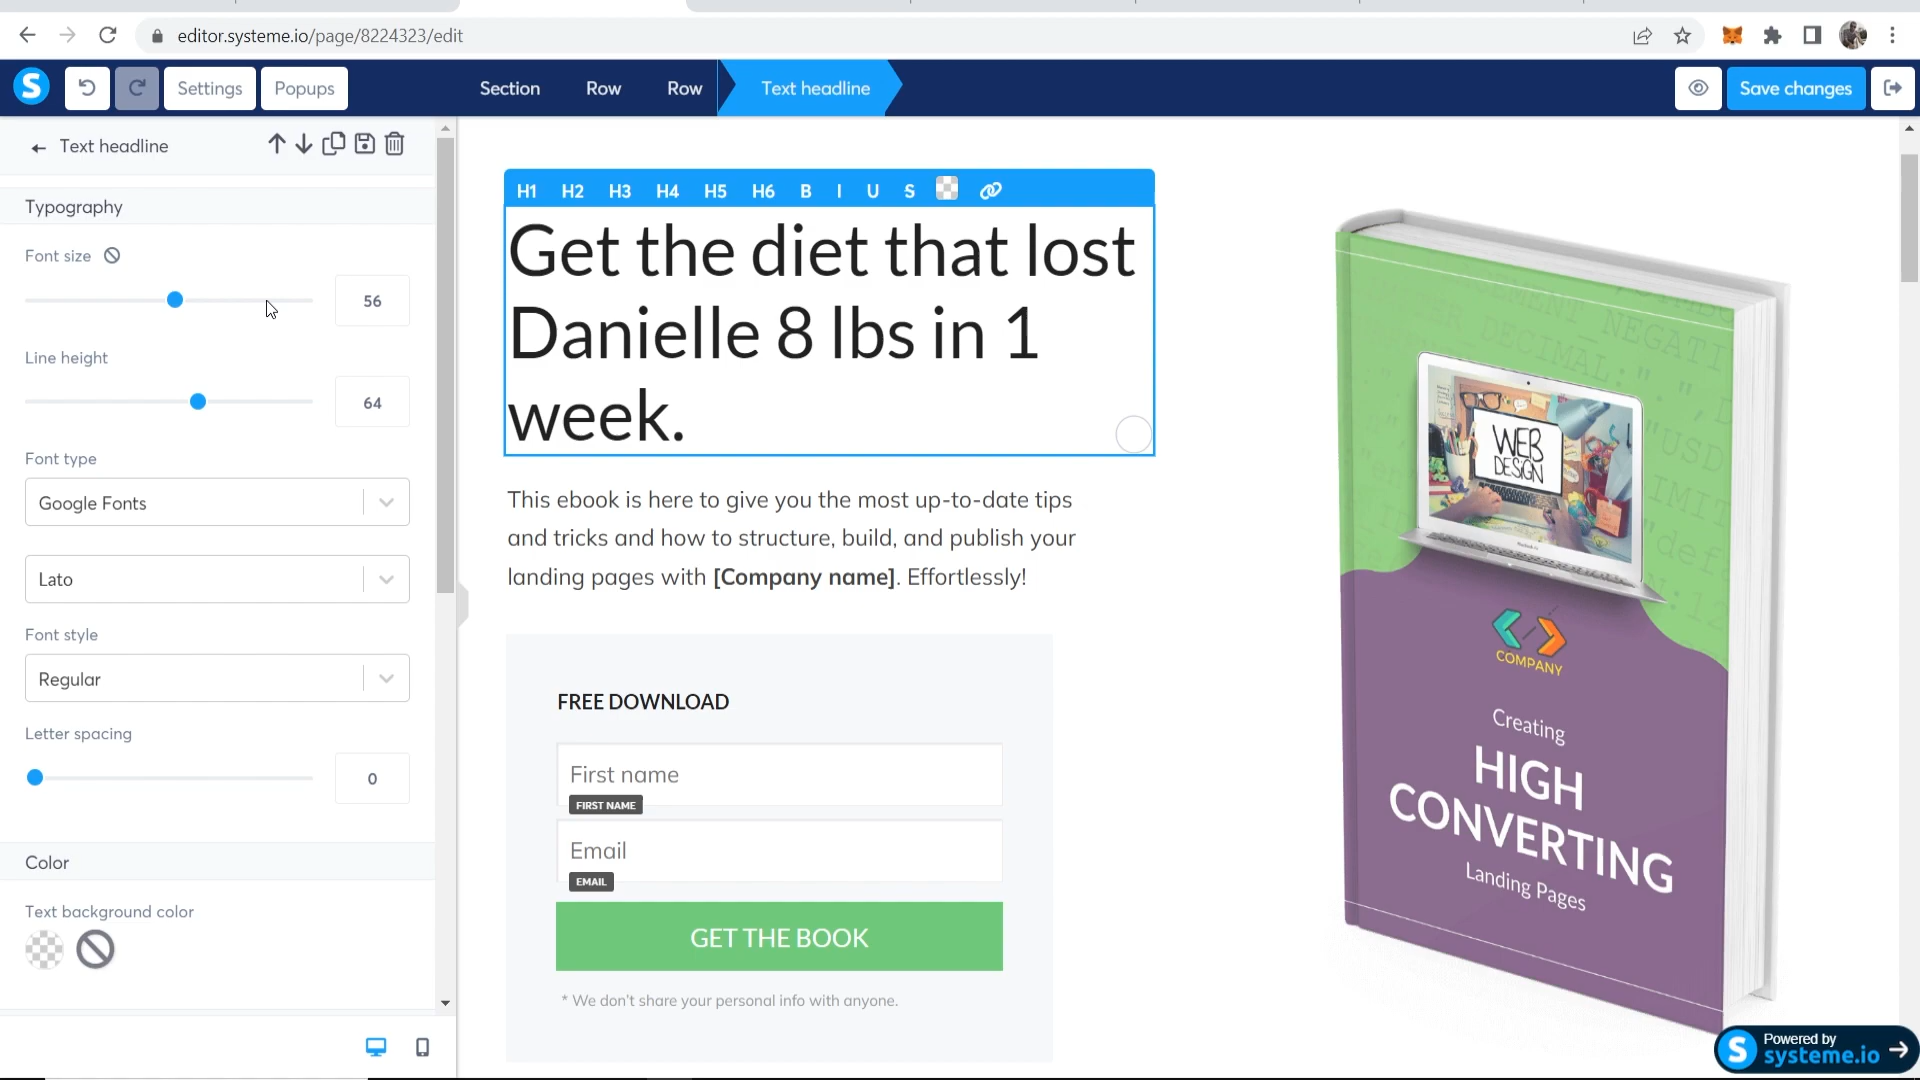 editor.systeme.io/page/8224323/edit
S
Settings
Popups
Section
Row
Row
Text headline
Save changes
Text headline
Typography
Font size
56
Line height
64
Font type
Google Fonts
Lato
Font style
Regular
Letter spacing
0
Color
Text background color
H1 H2 H3 H4 H5 H6 B I U S
Get the diet that lost
Danielle 8 lbs in 1
week.
This ebook is here to give you the most up-to-date tips
and tricks and how to structure, build, and publish your
landing pages with [Company name]. Effortlessly!
FREE DOWNLOAD
First name
FIRST NAME
Email
EMAIL
GET THE BOOK
* We don't share your personal info with anyone.
WEB
DESIGN
COMPANY
Creating
HIGH
CONVERTING
Landing Pages
S
Powered by
systeme.io